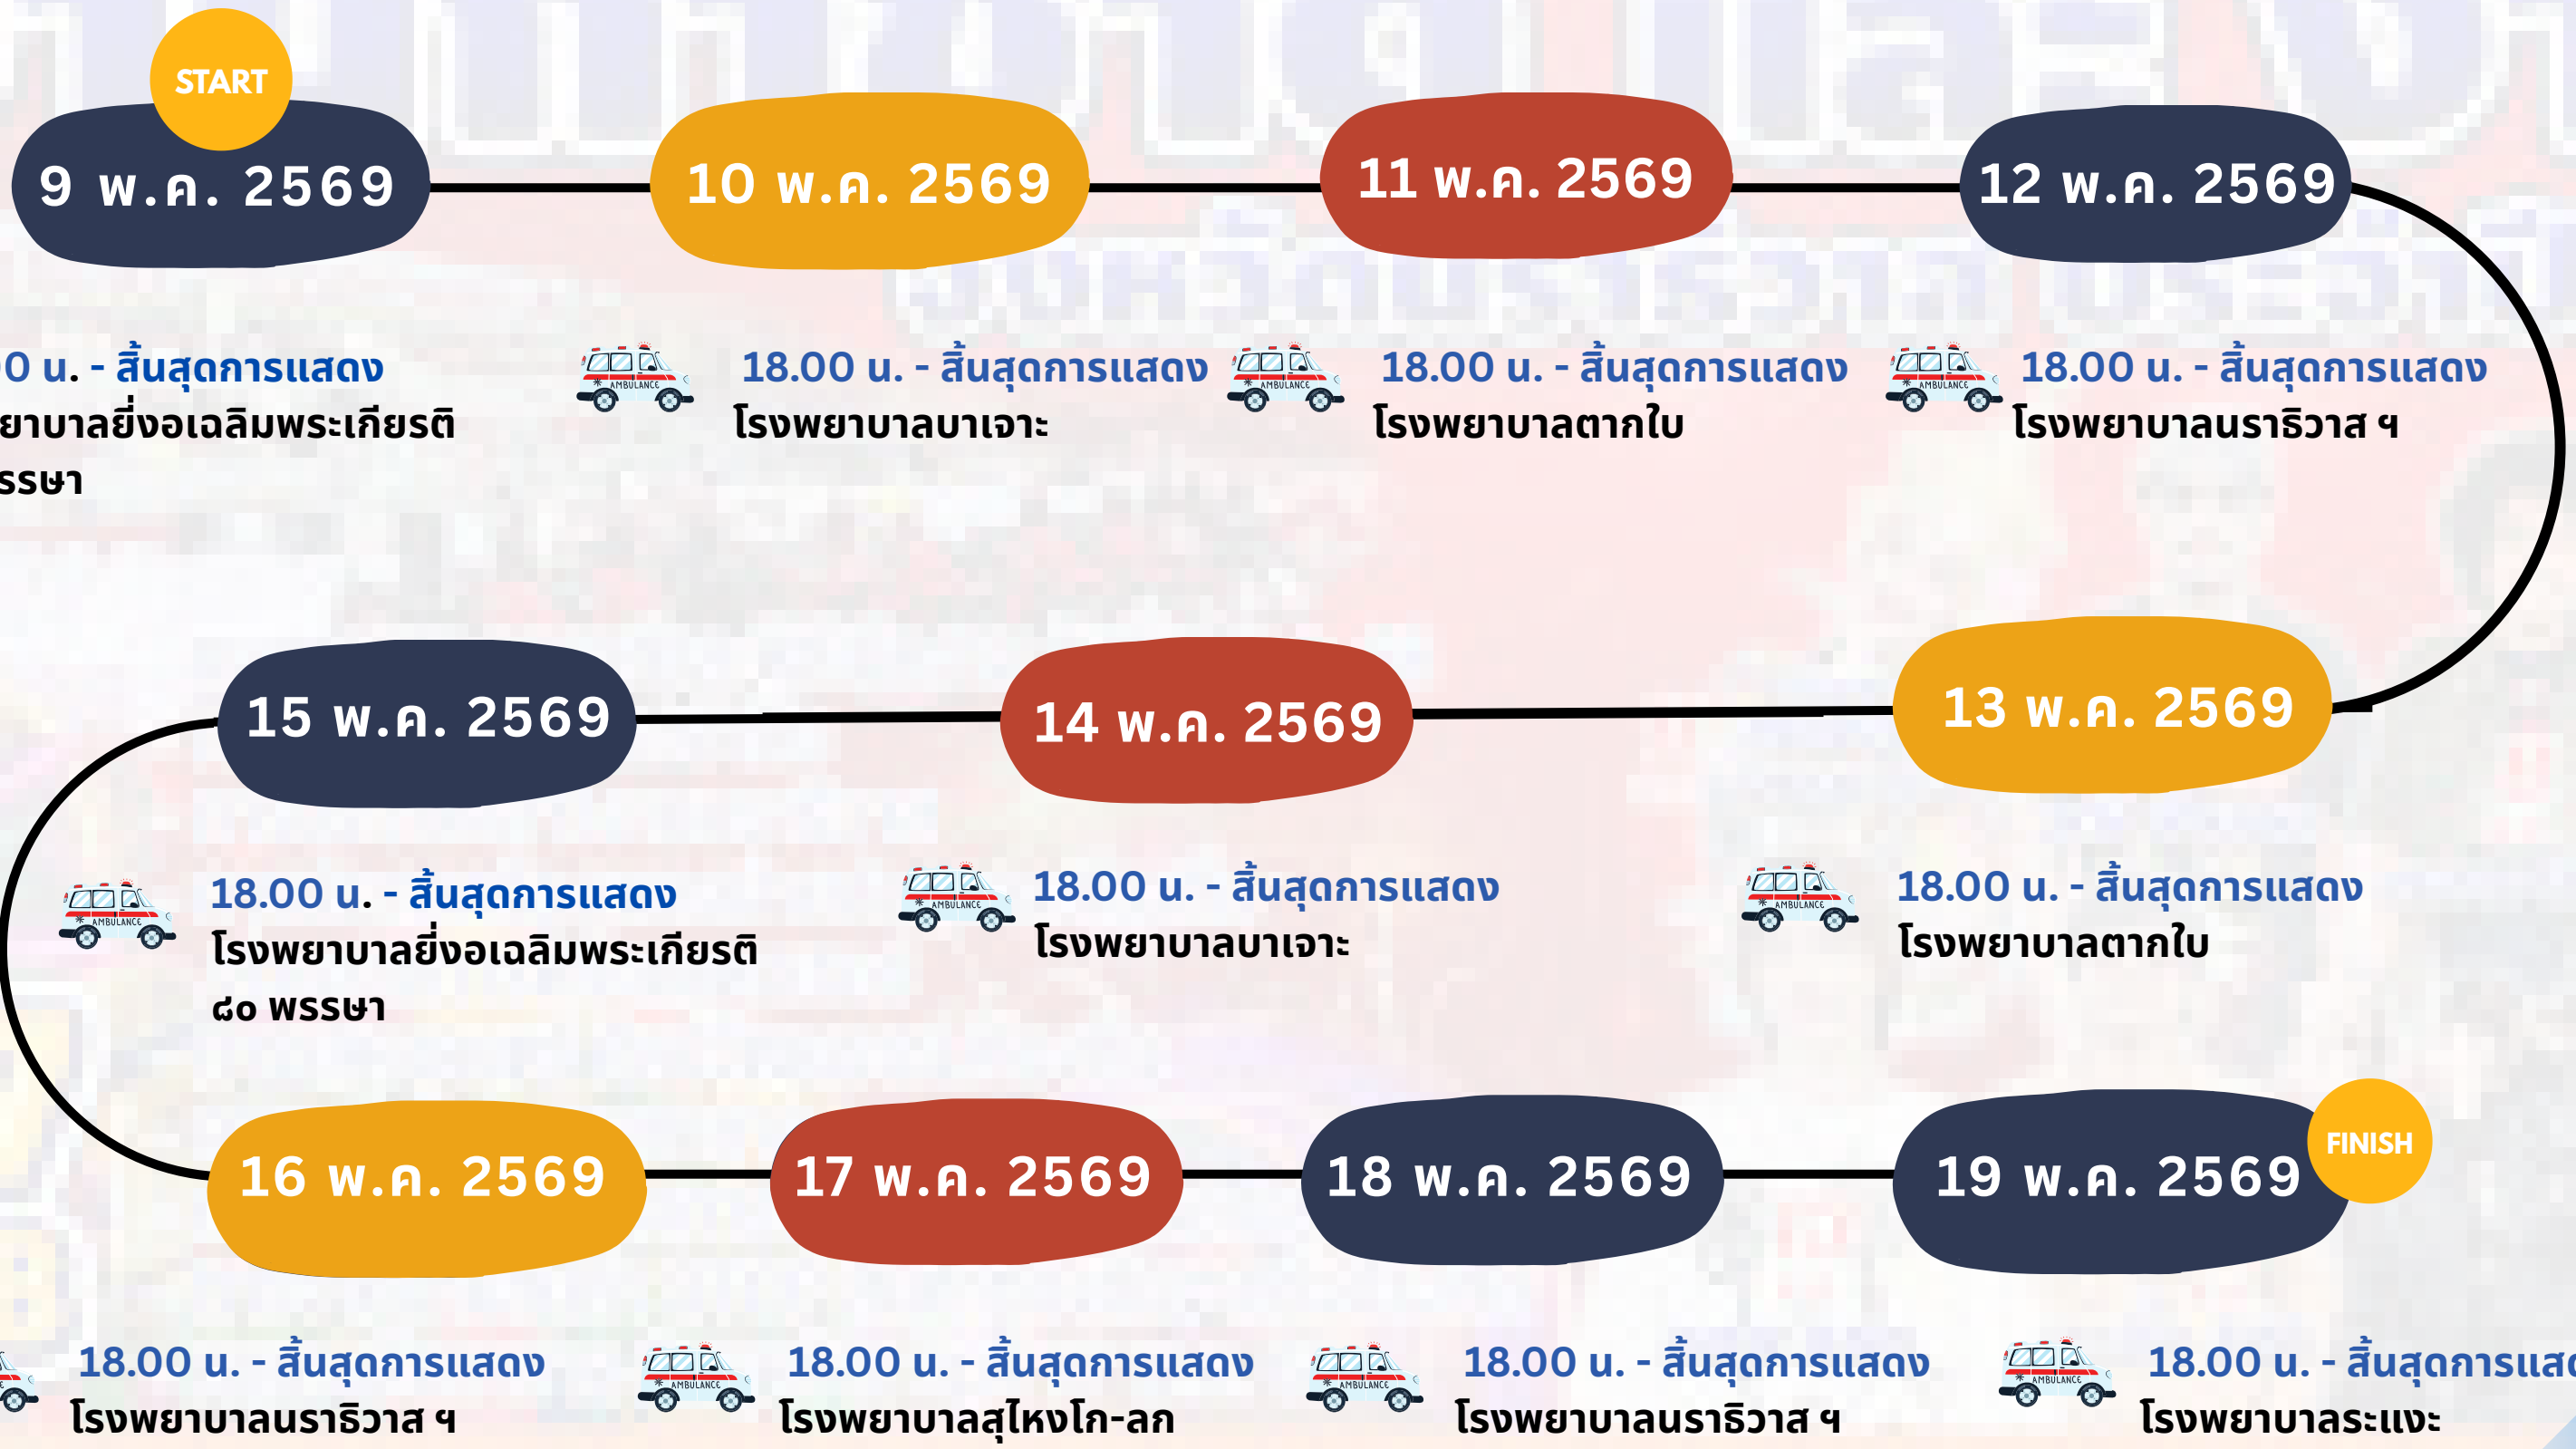 START
9 พ.ค. 2569
10 พ.ค. 2569
11 พ.ค. 2569
12 พ.ค. 2569
0 น. - สิ้นสุดการแสดง
ยาบาลยี่งอเฉลิมพระเกียรติ
รรษา
AMBULANCE
18.00 น. - สิ้นสุดการแสดง
โรงพยาบาลบาเจาะ
AMBULANCE
18.00 น. - สิ้นสุดการแสดง
โรงพยาบาลตากใบ
AMBULANCE
18.00 น. - สิ้นสุดการแสดง
โรงพยาบาลนราธิวาส ฯ
15 พ.ค. 2569
14 พ.ค. 2569
13 พ.ค. 2569
AMBULANCE
18.00 น. - สิ้นสุดการแสดง
โรงพยาบาลยี่งอเฉลิมพระเกียรติ
๘๐ พรรษา
AMBULANCE
18.00 น. - สิ้นสุดการแสดง
โรงพยาบาลบาเจาะ
AMBULANCE
18.00 น. - สิ้นสุดการแสดง
โรงพยาบาลตากใบ
16 พ.ค. 2569
17 พ.ค. 2569
18 พ.ค. 2569
19 พ.ค. 2569
FINISH
18.00 น. - สิ้นสุดการแสดง
โรงพยาบาลนราธิวาส ฯ
AMBULANCE
18.00 น. - สิ้นสุดการแสดง
โรงพยาบาลสุไหงโก-ลก
AMBULANCE
18.00 น. - สิ้นสุดการแสดง
โรงพยาบาลนราธิวาส ฯ
AMBULANCE
18.00 น. - สิ้นสุดการแสด
โรงพยาบาลระแงะ